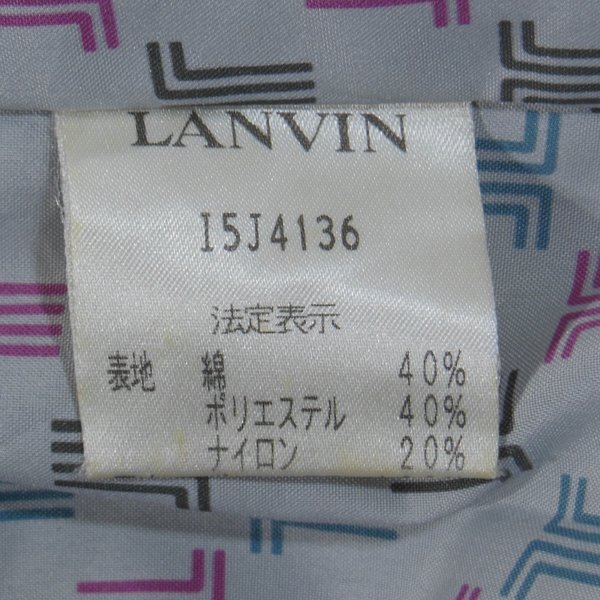 LANVIN
I5J4136
法定表示
表地 綿 40%
ポリエステル 40%
ナイロン 20%